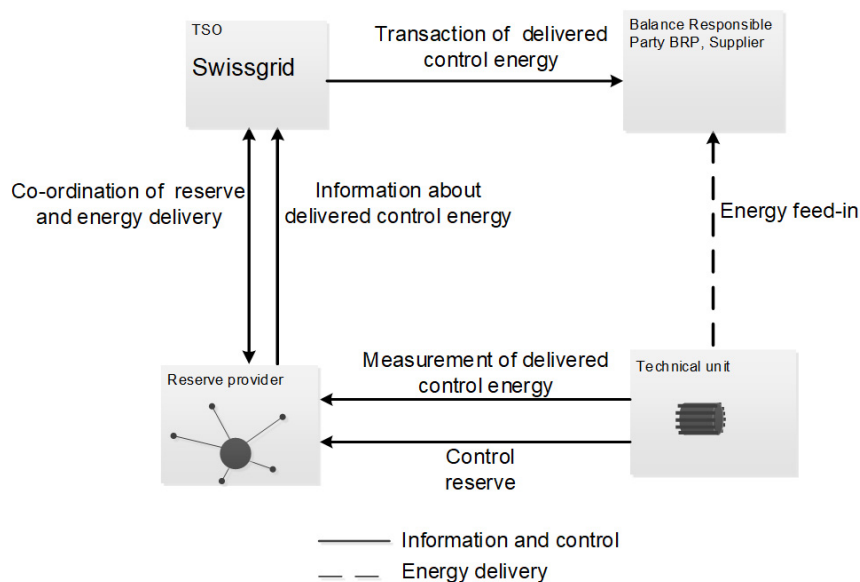 TSO
Swissgrid
Transaction of delivered
control energy
Balance Responsible
Party BRP, Supplier
Co-ordination of reserve
and energy delivery
Information about
delivered control energy
Energy feed-in
Reserve provider
Measurement of delivered
control energy
Technical unit
Control
reserve
Information and control
Energy delivery